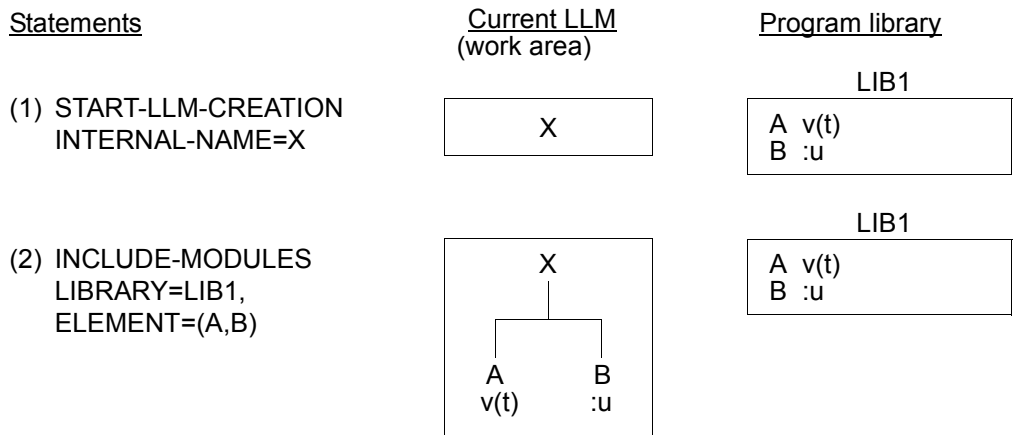 Statements
Current LLM
(work area)
Program library
(1) START-LLM-CREATION
INTERNAL-NAME=X
X
LIB1
A v(t)
B :u
(2) INCLUDE-MODULES
LIBRARY=LIB1,
ELEMENT=(A,B)
X
A B
v(t) :u
LIB1
A v(t)
B :u